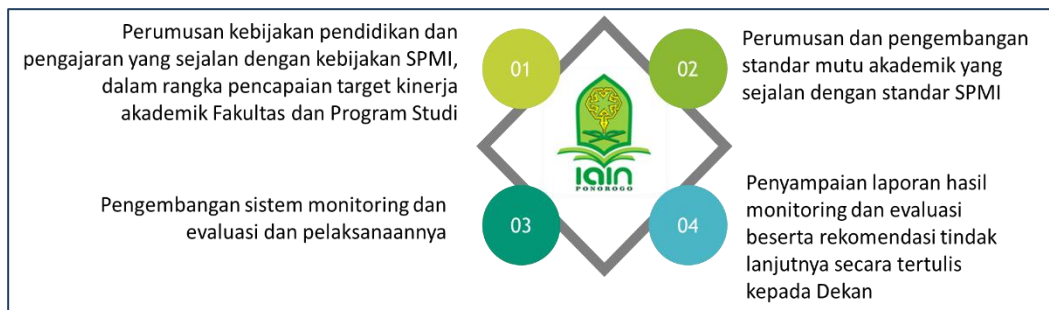 Perumusan kebijakan pendidikan dan
pengajaran yang sejalan dengan kebijakan SPMI,
dalam rangka pencapaian target kinerja
akademik Fakultas dan Program Studi
01
02
Perumusan dan pengembangan
standar mutu akademik yang
sejalan dengan standar SPMI
IAIN
PONOROGO
Pengembangan sistem monitoring dan
evaluasi dan pelaksanaannya
03
04
Penyampaian laporan hasil
monitoring dan evaluasi
beserta rekomendasi tindak
lanjutnya secara tertulis
kepada Dekan